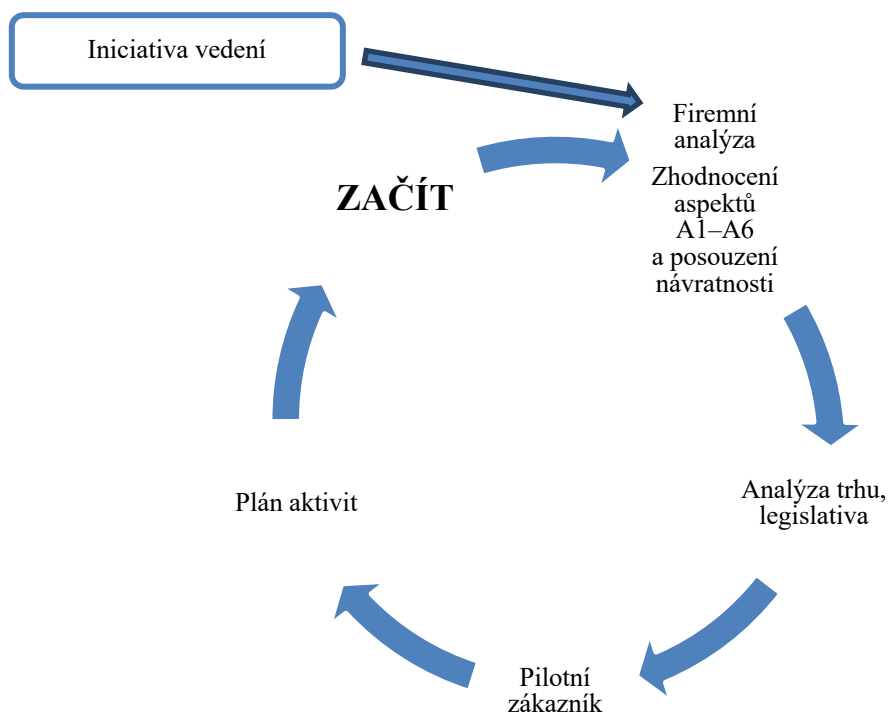 Iniciativa vedení
Firemní
analýza
Zhodnocení
aspektů
A1–A6
a posouzení
návratnosti
ZAČÍT
Analýza trhu,
legislativa
Plán aktivit
Pilotní
zákazník